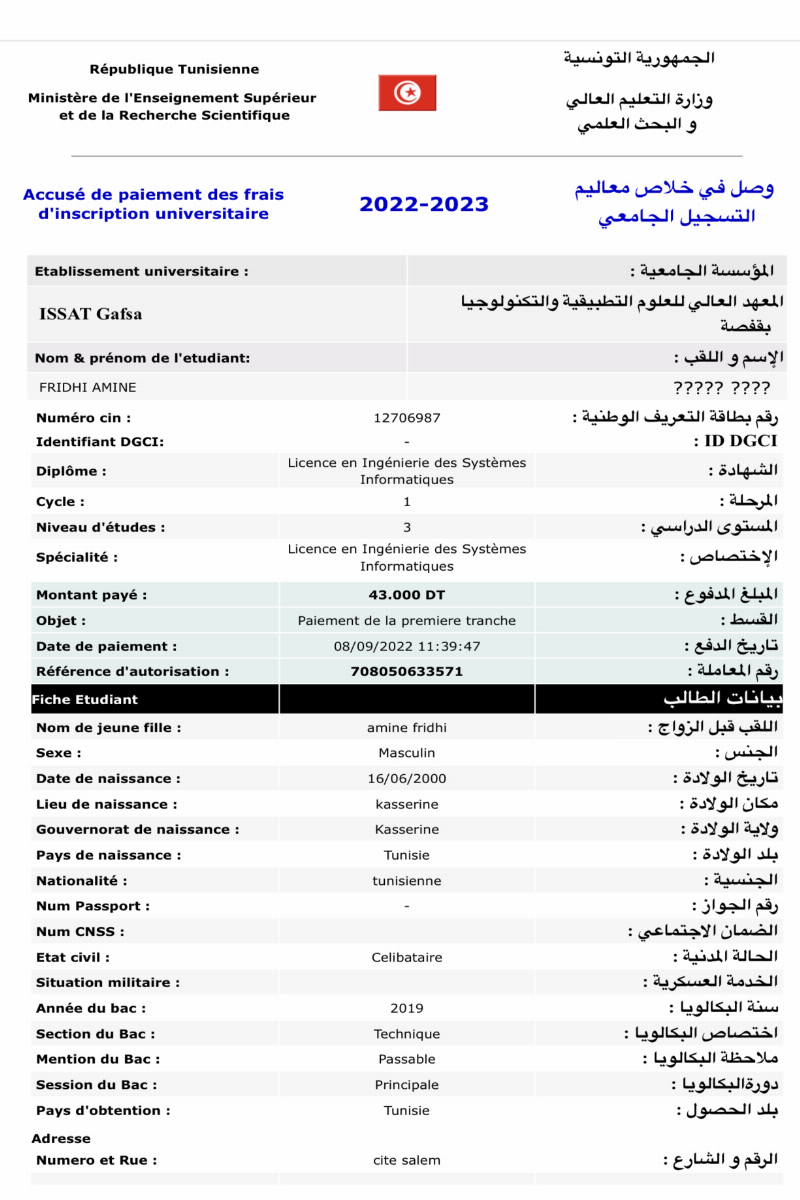 République Tunisienne
Ministère de l'Enseignement Supérieur
et de la Recherche Scientifique
الجمهورية التونسية
وزارة التعليم العالي
و البحث العلمي
Accusé de paiement des frais
d'inscription universitaire
2022-2023
وصل في خلاص معاليم
التسجيل الجامعي
Etablissement universitaire :
المؤسسة الجامعية :
ISSAT Gafsa
المعهد العالي للعلوم التطبيقية والتكنولوجيا
بقفصة
Nom & prénom de l'etudiant:
الإسم و اللقب :
FRIDHI AMINE
????? ????
Numéro cin : 12706987 رقم بطاقة التعريف الوطنية :
Identifiant DGCI: - ID DGCI :
Diplôme : Licence en Ingénierie des Systèmes
Informatiques الشهادة :
Cycle : 1 المرحلة :
Niveau d'études : 3 المستوى الدراسي :
Spécialité : Licence en Ingénierie des Systèmes
Informatiques الإختصاص :
Montant payé : 43.000 DT المبلغ المدفوع :
Objet : Paiement de la premiere tranche القسط :
Date de paiement : 08/09/2022 11:39:47 تاريخ الدفع :
Référence d'autorisation : 708050633571 رقم المعاملة :
Fiche Etudiant بيانات الطالب
Nom de jeune fille : amine fridhi اللقب قبل الزواج :
Sexe : Masculin الجنس :
Date de naissance : 16/06/2000 تاريخ الولادة :
Lieu de naissance : kasserine مكان الولادة :
Gouvernorat de naissance : Kasserine ولاية الولادة :
Pays de naissance : Tunisie بلد الولادة :
Nationalité : tunisienne الجنسية :
Num Passport : - رقم الجواز :
Num CNSS : الضمان الاجتماعي :
Etat civil : Celibataire الحالة المدنية :
Situation militaire : الخدمة العسكرية :
Année du bac : 2019 سنة البكالويا :
Section du Bac : Technique اختصاص البكالويا :
Mention du Bac : Passable ملاحظة البكالويا :
Session du Bac : Principale دورةالبكالويا :
Pays d'obtention : Tunisie بلد الحصول :
Adresse
Numero et Rue : cite salem الرقم و الشارع :